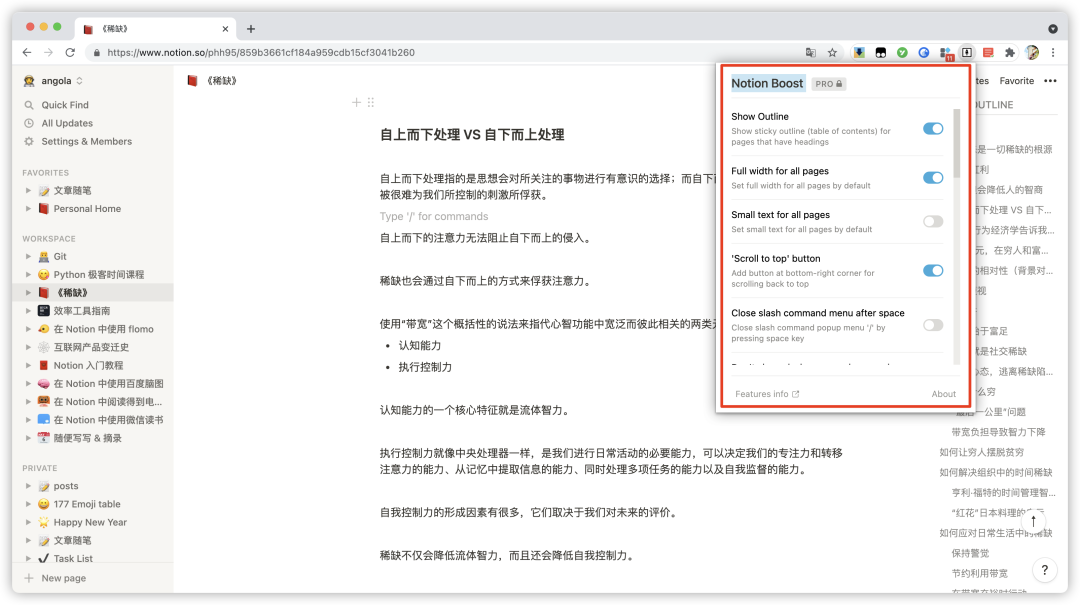 《稀缺》
https://www.notion.so/phh95/859b3661cf184a959cdb15cf3041b260
11
angola
Quick Find
All Updates
Settings & Members
FAVORITES
文章随笔
Personal Home
WORKSPACE
Git
Python 极客时间课程
《稀缺》
效率工具指南
在 Notion 中使用 flomo
互联网产品变迁史
Notion 入门教程
在 Notion 中使用百度脑图
在 Notion 中阅读得到电...
在 Notion 中使用微信读书
随便写写 & 摘录
PRIVATE
posts
177 Emoji table
Happy New Year
文章随笔
Task List
New page
《稀缺》
自上而下处理 VS 自下而上处理
自上而下处理指的是思想会对所关注的事物进行有意识的选择；而自下
被很难为我们所控制的刺激所俘获。
Type '/' for commands
自上而下的注意力无法阻止自下而上的侵入。
稀缺也会通过自下而上的方式来俘获注意力。
使用“带宽”这个概括性的说法来指代心智功能中宽泛而彼此相关的两类
认知能力
执行控制力
认知能力的一个核心特征就是流体智力。
执行控制力就像中央处理器一样，是我们进行日常活动的必要能力，可以决定我们的专注力和转移
注意力的能力、从记忆中提取信息的能力、同时处理多项任务的能力以及自我监督的能力。
自我控制力的形成因素有很多，它们取决于我们对未来的评价。
稀缺不仅会降低流体智力，而且还会降低自我控制力。
Notion Boost PRO
Show Outline
Show sticky outline (table of contents) for
pages that have headings
Full width for all pages
Set full width for all pages by default
Small text for all pages
Set small text for all pages by default
'Scroll to top' button
Add button at bottom-right corner for
scrolling back to top
Close slash command menu after space
Close slash command popup menu '/' by
pressing space key
Features info
About
tes Favorite
OUTLINE
是一切稀缺的根源
红利
会降低人的智商
而下处理 VS 自下...
行为经济学告诉我...
元，在穷人和富...
的相对性（背景对...
视
始于富足
就是社交稀缺
心态，逃离稀缺陷...
么穷
“最后一公里”问题
带宽负担导致智力下降
如何让穷人摆脱贫穷
如何解决组织中的时间稀缺
亨利·福特的时间管理智...
“红花”日本料理的
如何应对日常生活中的稀缺
保持警觉
节约利用带宽
?